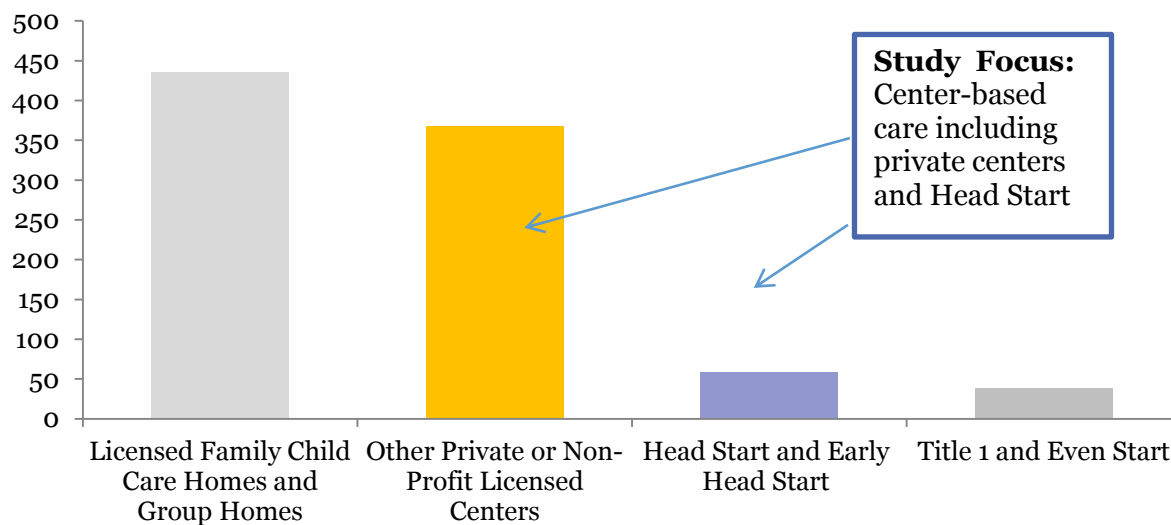 500
450
400
350
300
250
200
150
100
50
0
Study Focus:
Center-based
care including
private centers
and Head Start
Licensed Family Child
Care Homes and
Group Homes
Other Private or Non-
Profit Licensed
Centers
Head Start and Early
Head Start
Title 1 and Even Start